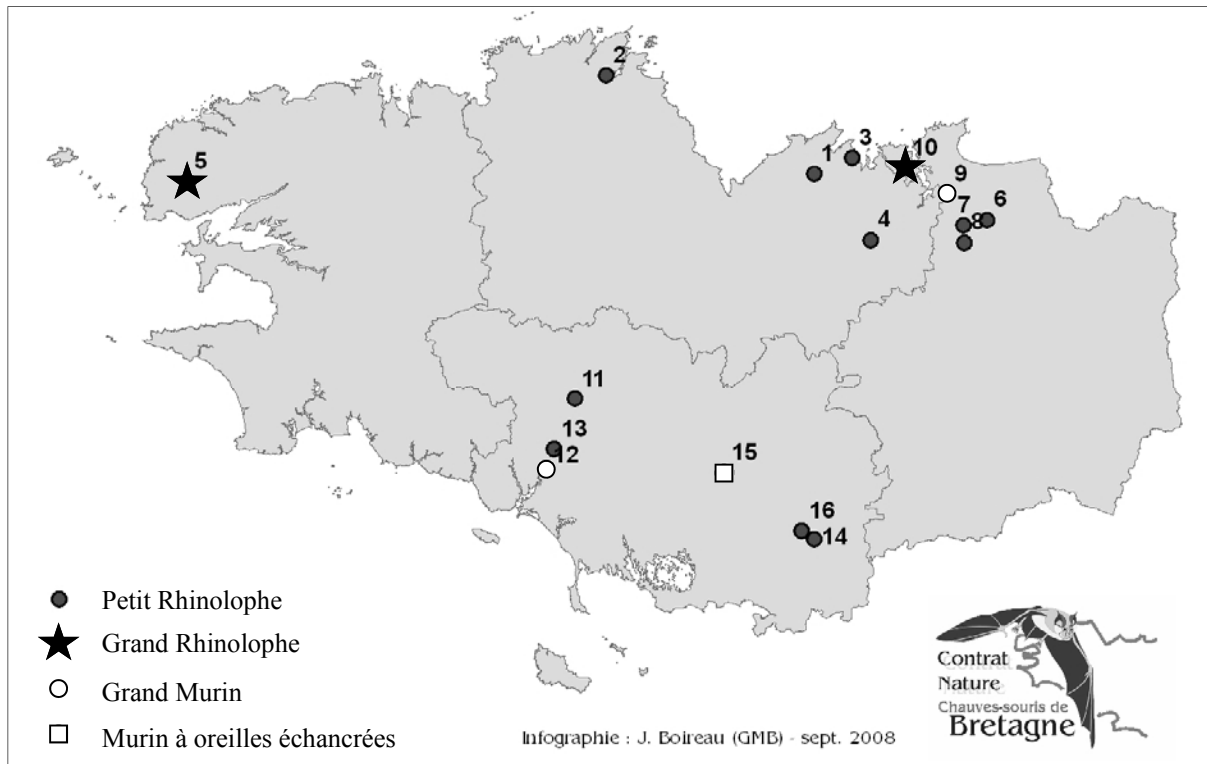 2
5
10
3
1
9
6
7
8
4
11
13
12
15
16
14
Petit Rhinolophe
Grand Rhinolophe
Grand Murin
Murin à oreilles échancrées
Infographie : J. Boireau (GMB) - sept. 2008
Contrat
Nature
Chauves-souris de
Bretagne